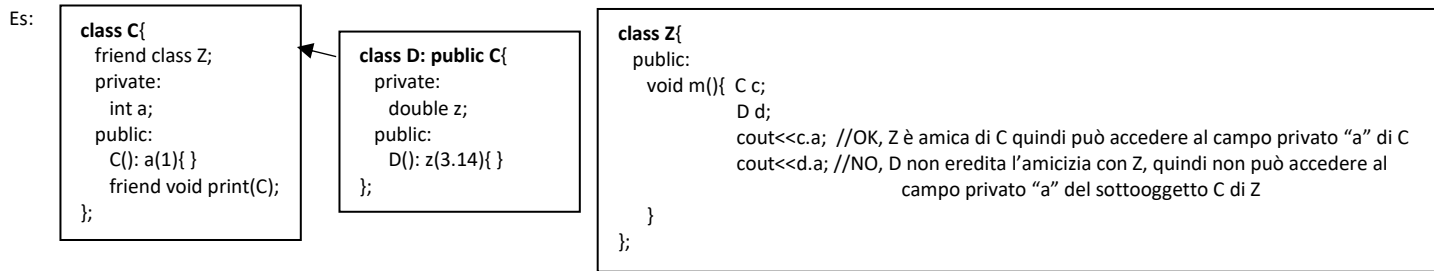 Es:
class C{
friend class Z;
private:
int a;
public:
C(): a(1){ }
friend void print(C);
};
class D: public C{
private:
double z;
public:
D(): z(3.14){ }
};
class Z{
public:
void m(){ C c;
D d;
cout<<c.a; //OK, Z è amica di C quindi può accedere al campo privato “a” di C
cout<<d.a; //NO, D non eredita l’amicizia con Z, quindi non può accedere al
campo privato “a” del sottooggetto C di Z
}
};